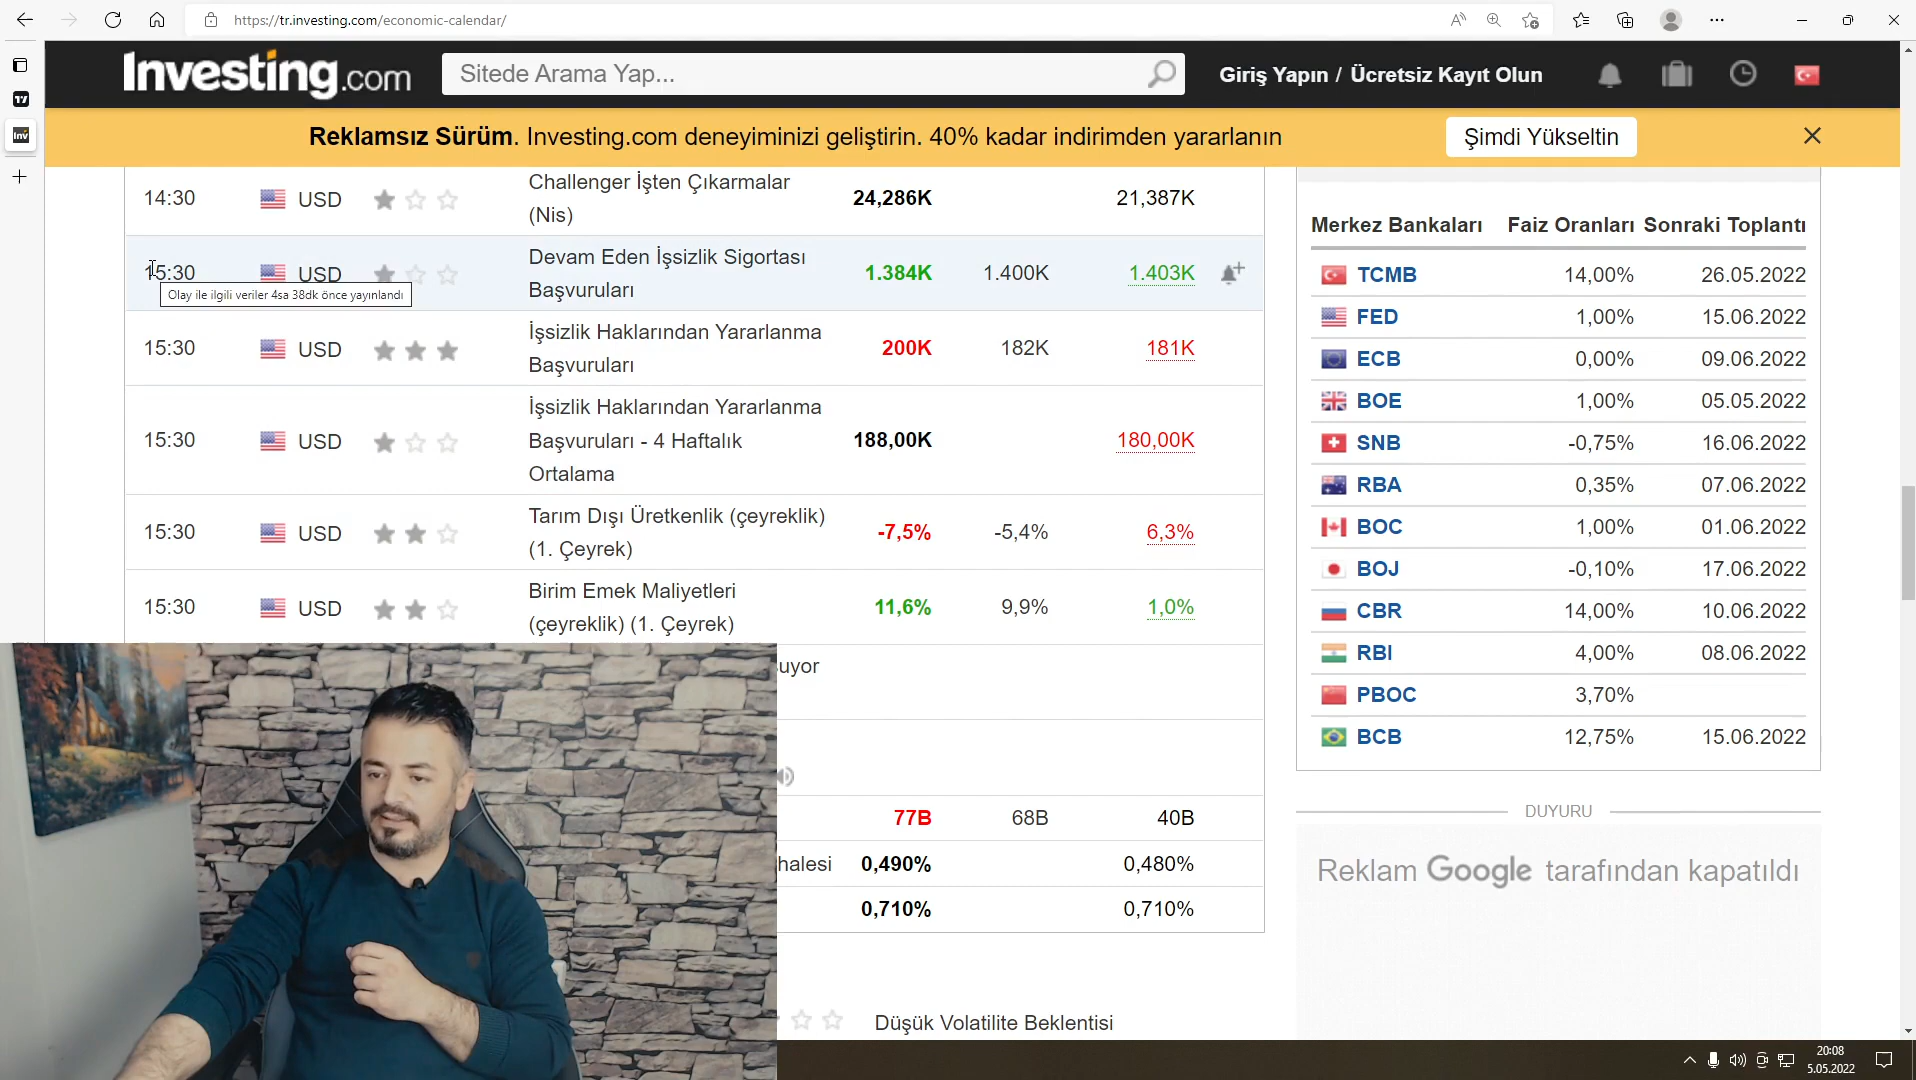 https://tr.investing.com/economic-calendar/
Investing.com
Sitede Arama Yap...
Giriş Yapın / Ücretsiz Kayıt Olun
Reklamsız Sürüm. Investing.com deneyiminizi geliştirin. 40% kadar indirimden yararlanın
Şimdi Yükseltin
14:30 USD Challenger İşten Çıkarmalar 24,286K 21,387K
(Nis)
15:30 USD Devam Eden İşsizlik Sigortası 1.384K 1.400K 1.403K
Başvuruları
Olay ile ilgili veriler 4sa 38dk önce yayınlandı
15:30 USD İşsizlik Haklarından Yararlanma 200K 182K 181K
Başvuruları
İşsizlik Haklarından Yararlanma
15:30 USD Başvuruları - 4 Haftalık 188,00K 180,00K
Ortalama
15:30 USD Tarım Dışı Üretkenlik (çeyreklik) -7,5% -5,4% 6,3%
(1. Çeyrek)
15:30 USD Birim Emek Maliyetleri 11,6% 9,9% 1,0%
(çeyreklik) (1. Çeyrek)
uyor
77B 68B 40B
halesi 0,490% 0,480%
0,710% 0,710%
Düşük Volatilite Beklentisi
Merkez Bankaları Faiz Oranları Sonraki Toplantı
TCMB 14,00% 26.05.2022
FED 1,00% 15.06.2022
ECB 0,00% 09.06.2022
BOE 1,00% 05.05.2022
SNB -0,75% 16.06.2022
RBA 0,35% 07.06.2022
BOC 1,00% 01.06.2022
BOJ -0,10% 17.06.2022
CBR 14,00% 10.06.2022
RBI 4,00% 08.06.2022
PBOC 3,70%
BCB 12,75% 15.06.2022
DUYURU
Reklam Google tarafından kapatıldı
20:08
5.05.2022